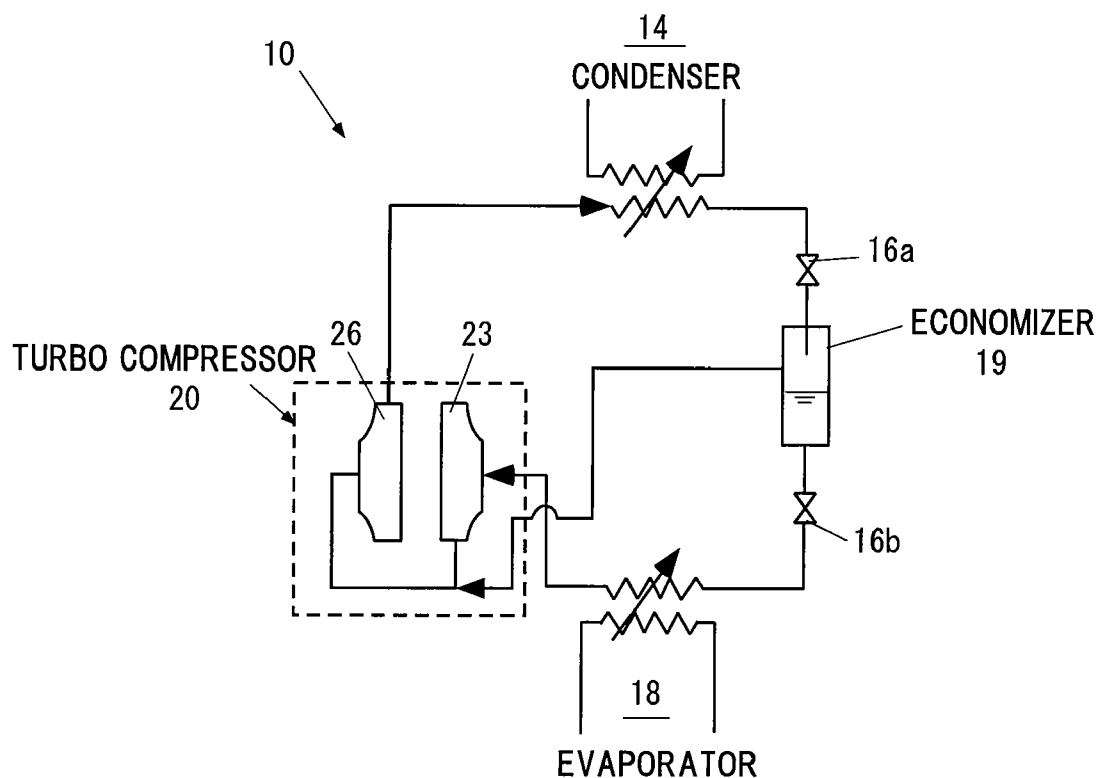 14
CONDENSER
10
16a
ECONOMIZER
19
TURBO COMPRESSOR
20
26
23
16b
18
EVAPORATOR